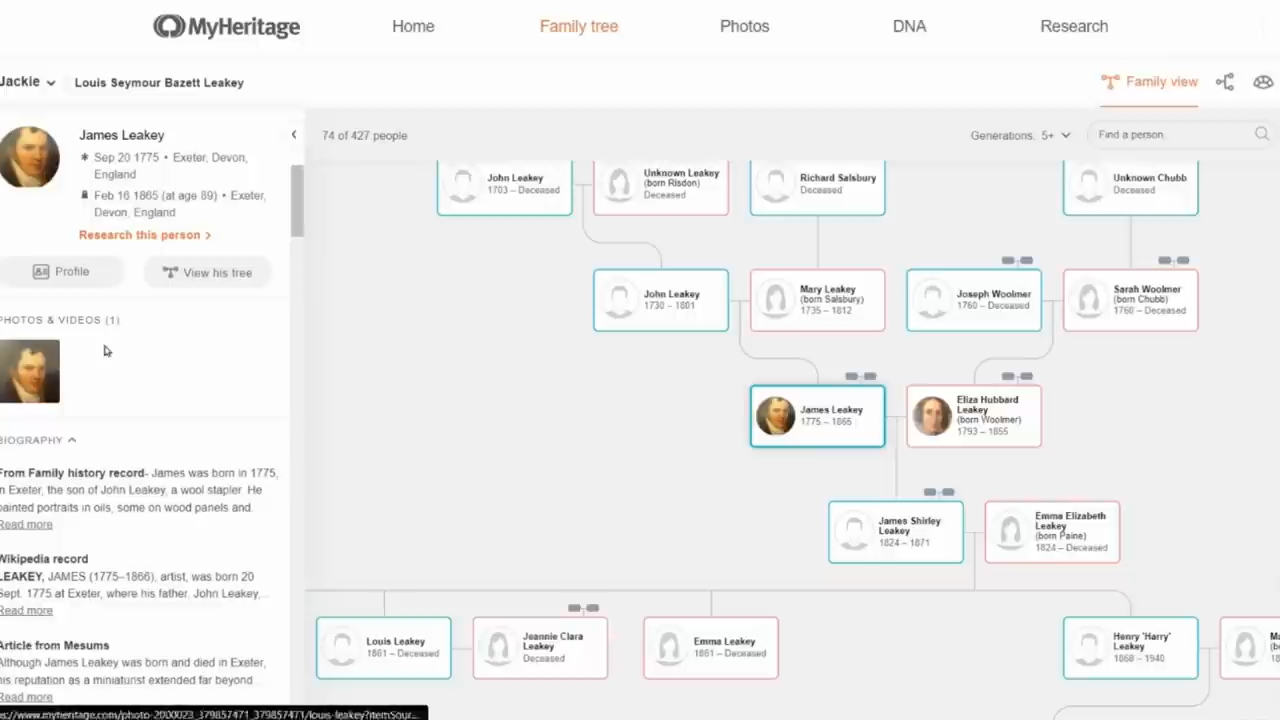 MyHeritage
Home
Family tree
Photos
DNA
Research
Jackie
Louis Seymour Bazett Leakey
Family view
James Leakey
Sep 20 1775 • Exeter, Devon,
England
Feb 16 1865 (at age 89) • Exeter,
Devon, England
Research this person >
Profile
View his tree
PHOTOS & VIDEOS (1)
BIOGRAPHY
From Family history record- James was born in 1775,
in Exeter, the son of John Leakey, a wool stapler He
painted portraits in oils, some on wood panels and.
Read more
Wikipedia record
LEAKEY, JAMES (1775–1866), artist, was born 20
Sept. 1775 at Exeter, where his father, John Leakey,...
Read more
Article from Mesums
Although James Leakey was born and died in Exeter,
his reputation as a miniaturist extended far beyond...
Read more
s://www.myheritage.com/photo-2000023_379857471_379857471/louis-leakey?itemSour...
74 of 427 people
Generations: 5+
Find a person
John Leakey
1703 – Deceased
Unknown Leakey
(born Risdon)
Deceased
Richard Salsbury
Deceased
Unknown Chubb
Deceased
John Leakey
1730 – 1801
Mary Leakey
(born Salsbury)
1735 – 1812
Joseph Woolmer
1760 – Deceased
Sarah Woolmer
(born Chubb)
1760 – Deceased
James Leakey
1775 – 1865
Eliza Hubbard
Leakey
(born Woolmer)
1793 – 1855
James Shirley
Leakey
1824 – 1871
Emma Elizabeth
Leakey
(born Paine)
1824 – Deceased
Louis Leakey
1861 – Deceased
Jeannie Clara
Leakey
Deceased
Emma Leakey
1861 – Deceased
Henry 'Harry'
Leakey
1868 – 1940